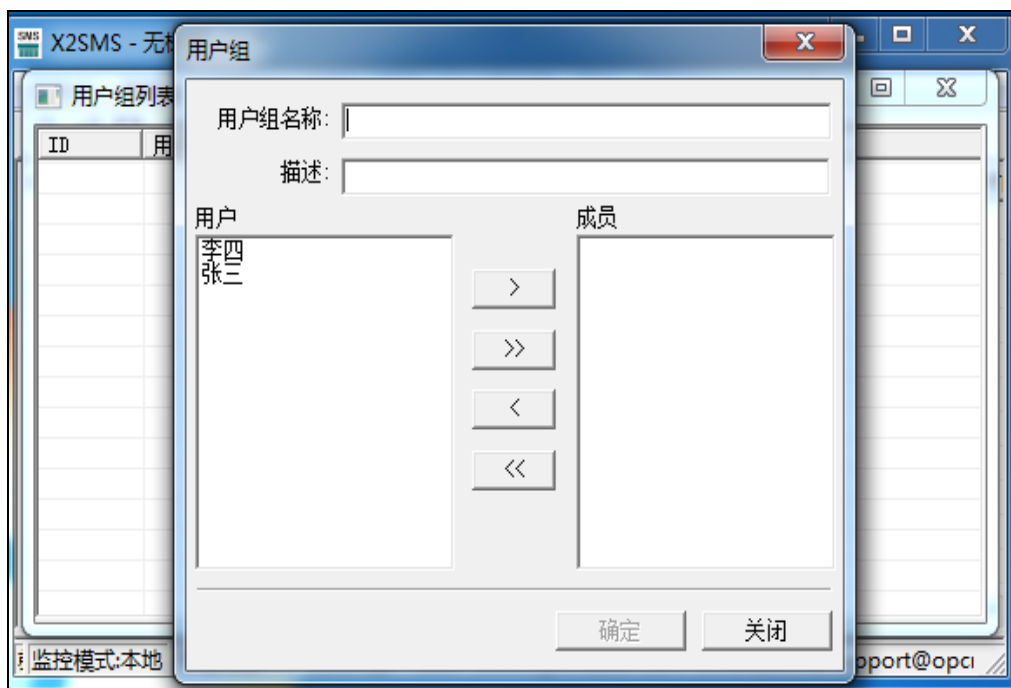 SMS
X2SMS - 无
用户组
用户组列表
ID
用
用户组名称:
描述:
用户
成员
李四
张三
>
>>
<
<<
确定
关闭
监控模式:本地
pport@opc